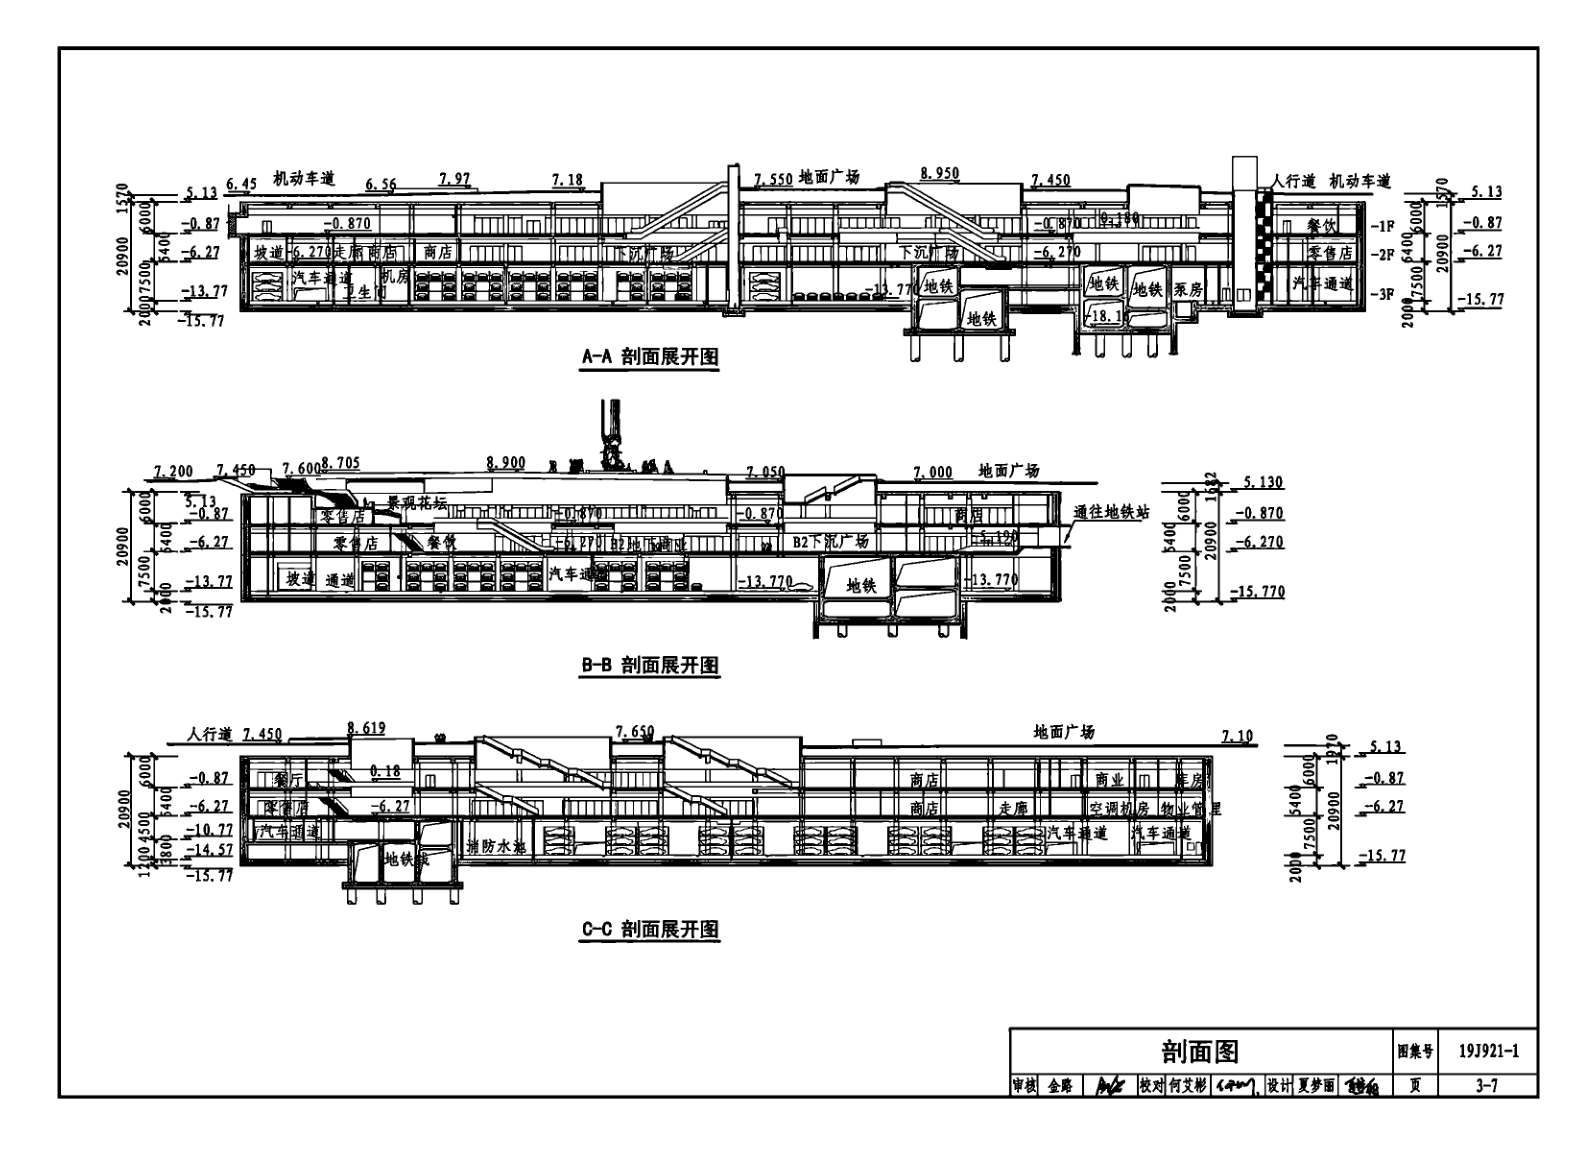 机动车道 地面广场 人行道 机动车道
6.45 6.56 7.97 7.18 7.550 8.950 7.450
1570 5.13 1570 5.13
6000 -0.87 -0.870 -0.870 0.180 餐饮 -1F 6000 -0.87
20900 5400 -6.27 坡道 -6.270 走廊 商店 商店 下沉广场 下沉广场 -6.270 零售店 -2F 5400 20900 -6.27
7500 -13.77 汽车通道 机房 卫生间 -13.770 地铁 地铁 地铁 泵房 汽车通道 -3F 7500
2000 -15.77 地铁 -18.16 2000 -15.77
A-A 剖面展开图
7.200 7.450 7.600 8.705 8.900 7.050 7.000 地面广场
5.13 景观花坛 1682 5.130
6000 -0.87 零售店 -0.870 -0.870 商店 通往地铁站 6000 -0.870
20900 5400 -6.27 零售店 餐饮 -6.270 B2地下商业 B2下沉广场 5400 20900 -6.270
7500 -13.77 坡道 通道 汽车通道 -13.770 地铁 -13.770 7500
2000 -15.77 2000 -15.770
B-B 剖面展开图
人行道 7.450 8.619 7.650 地面广场 7.10
1270 5.13
6000 -0.87 餐厅 0.18 商店 商业 库房 6000 -0.87
20900 5400 -6.27 零售店 -6.27 商店 走廊 空调机房 物业管理 5400 20900 -6.27
4500 -10.77 汽车通道 消防水池 汽车通道 汽车通道 7500
3800 -14.57 地铁线 -15.77
1200 -15.77 2000
C-C 剖面展开图
剖面图 图集号 19J921-1
审核 金路 校对 何艾彬 设计 夏梦丽 页 3-7